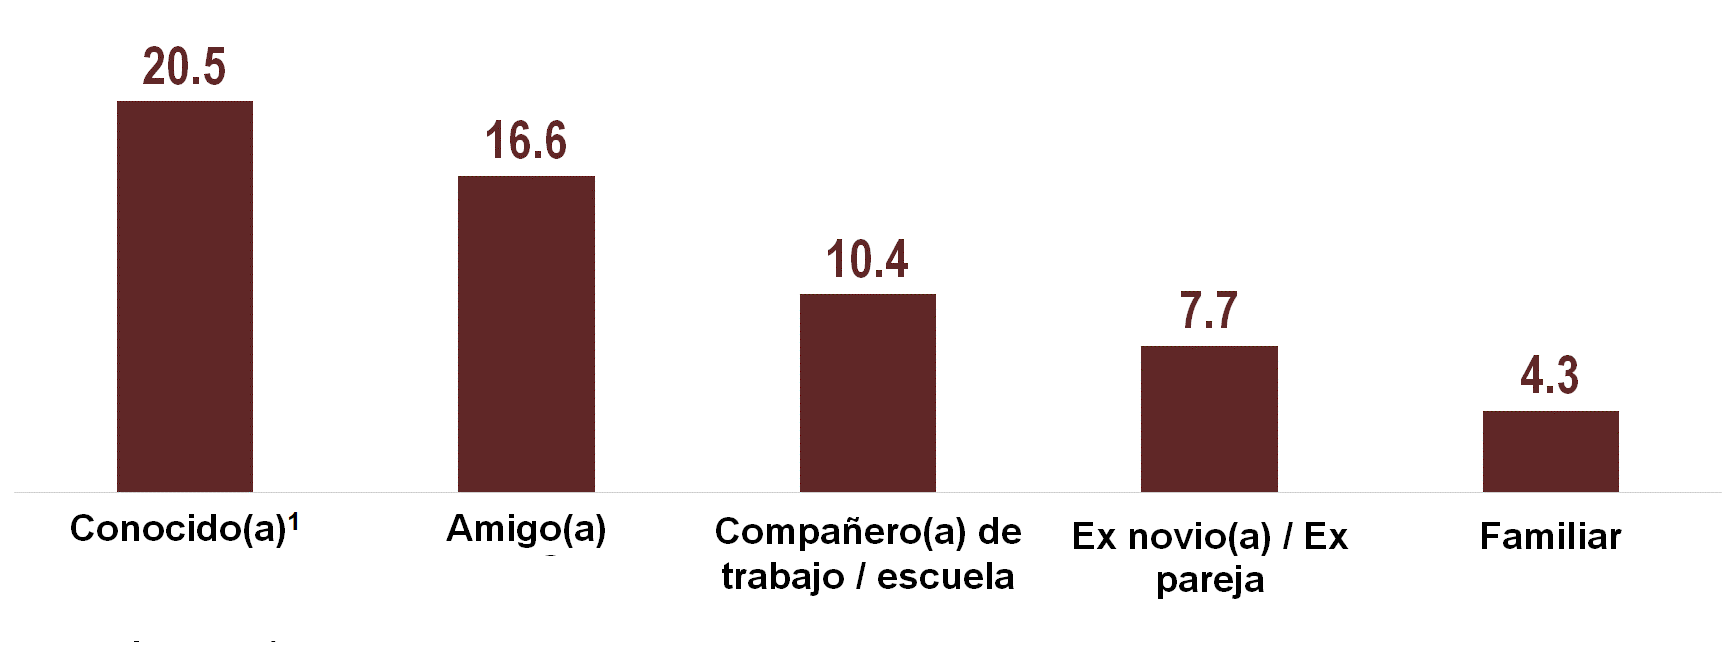 20.5
16.6
10.4
7.7
4.3
Conocido(a)¹
Amigo(a)
Compañero(a) de
trabajo / escuela
Ex novio(a) / Ex
pareja
Familiar